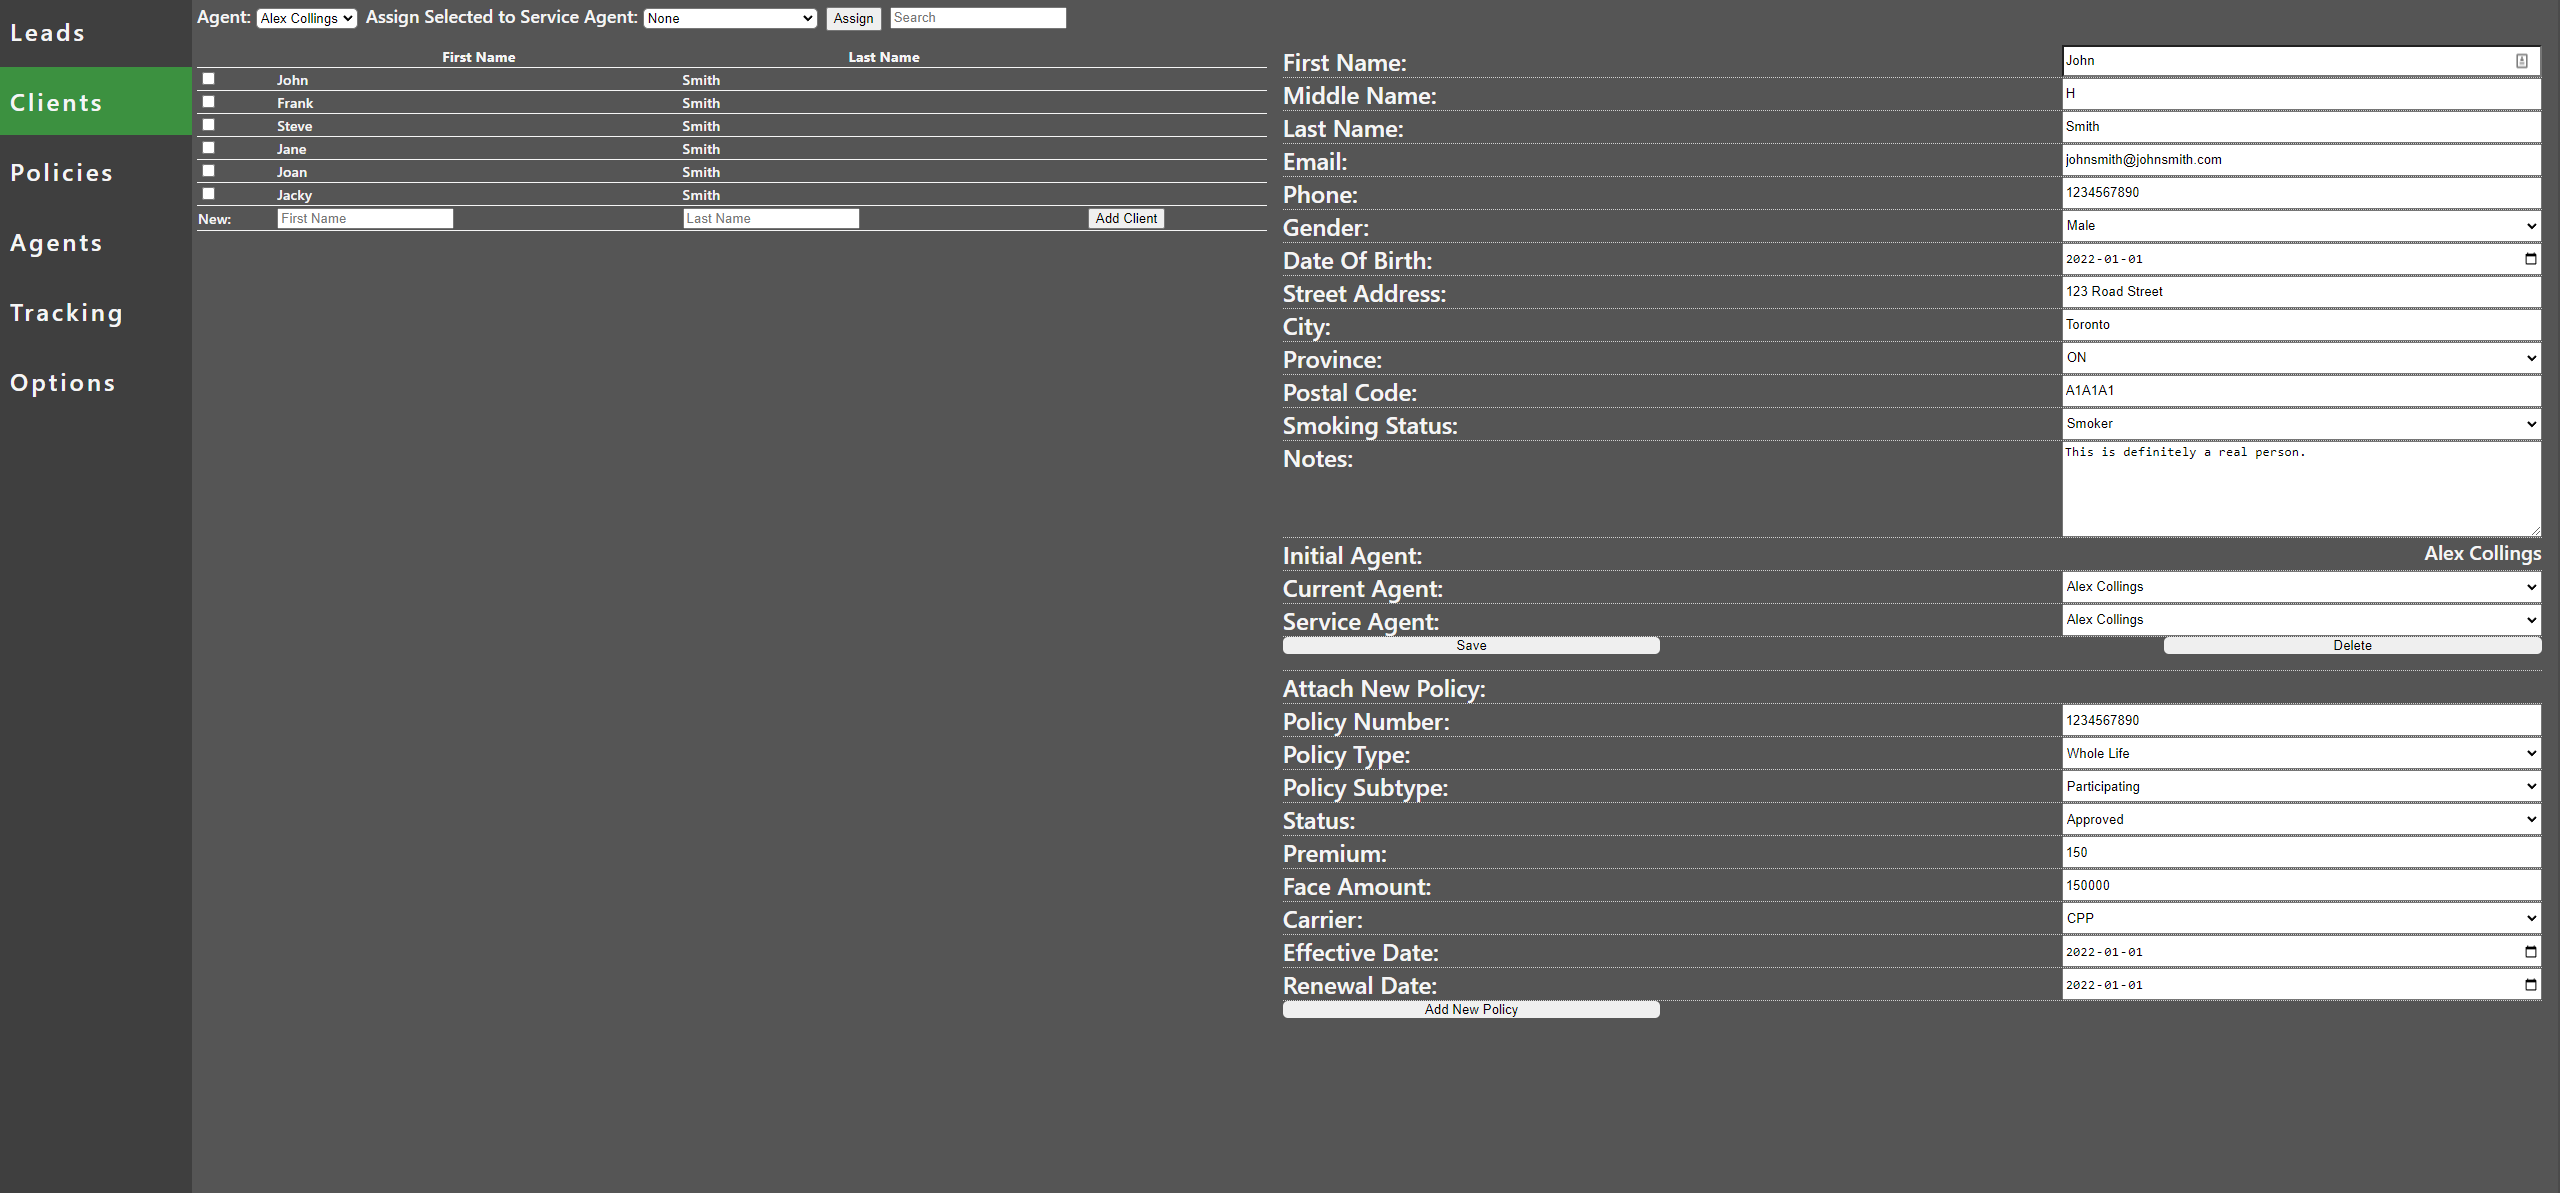 Leads
Clients
Policies
Agents
Tracking
Options
Agent: Alex Collings Assign Selected to Service Agent: None Assign Search
First Name Last Name
John Smith
Frank Smith
Steve Smith
Jane Smith
Joan Smith
Jacky Smith
New: First Name Last Name Add Client
First Name: John
Middle Name: H
Last Name: Smith
Email: johnsmith@johnsmith.com
Phone: 1234567890
Gender: Male
Date Of Birth: 2022-01-01
Street Address: 123 Road Street
City: Toronto
Province: ON
Postal Code: A1A1A1
Smoking Status: Smoker
Notes: This is definitely a real person.
Initial Agent: Alex Collings
Current Agent: Alex Collings
Service Agent: Alex Collings
Save Delete
Attach New Policy:
Policy Number: 1234567890
Policy Type: Whole Life
Policy Subtype: Participating
Status: Approved
Premium: 150
Face Amount: 150000
Carrier: CPP
Effective Date: 2022-01-01
Renewal Date: 2022-01-01
Add New Policy